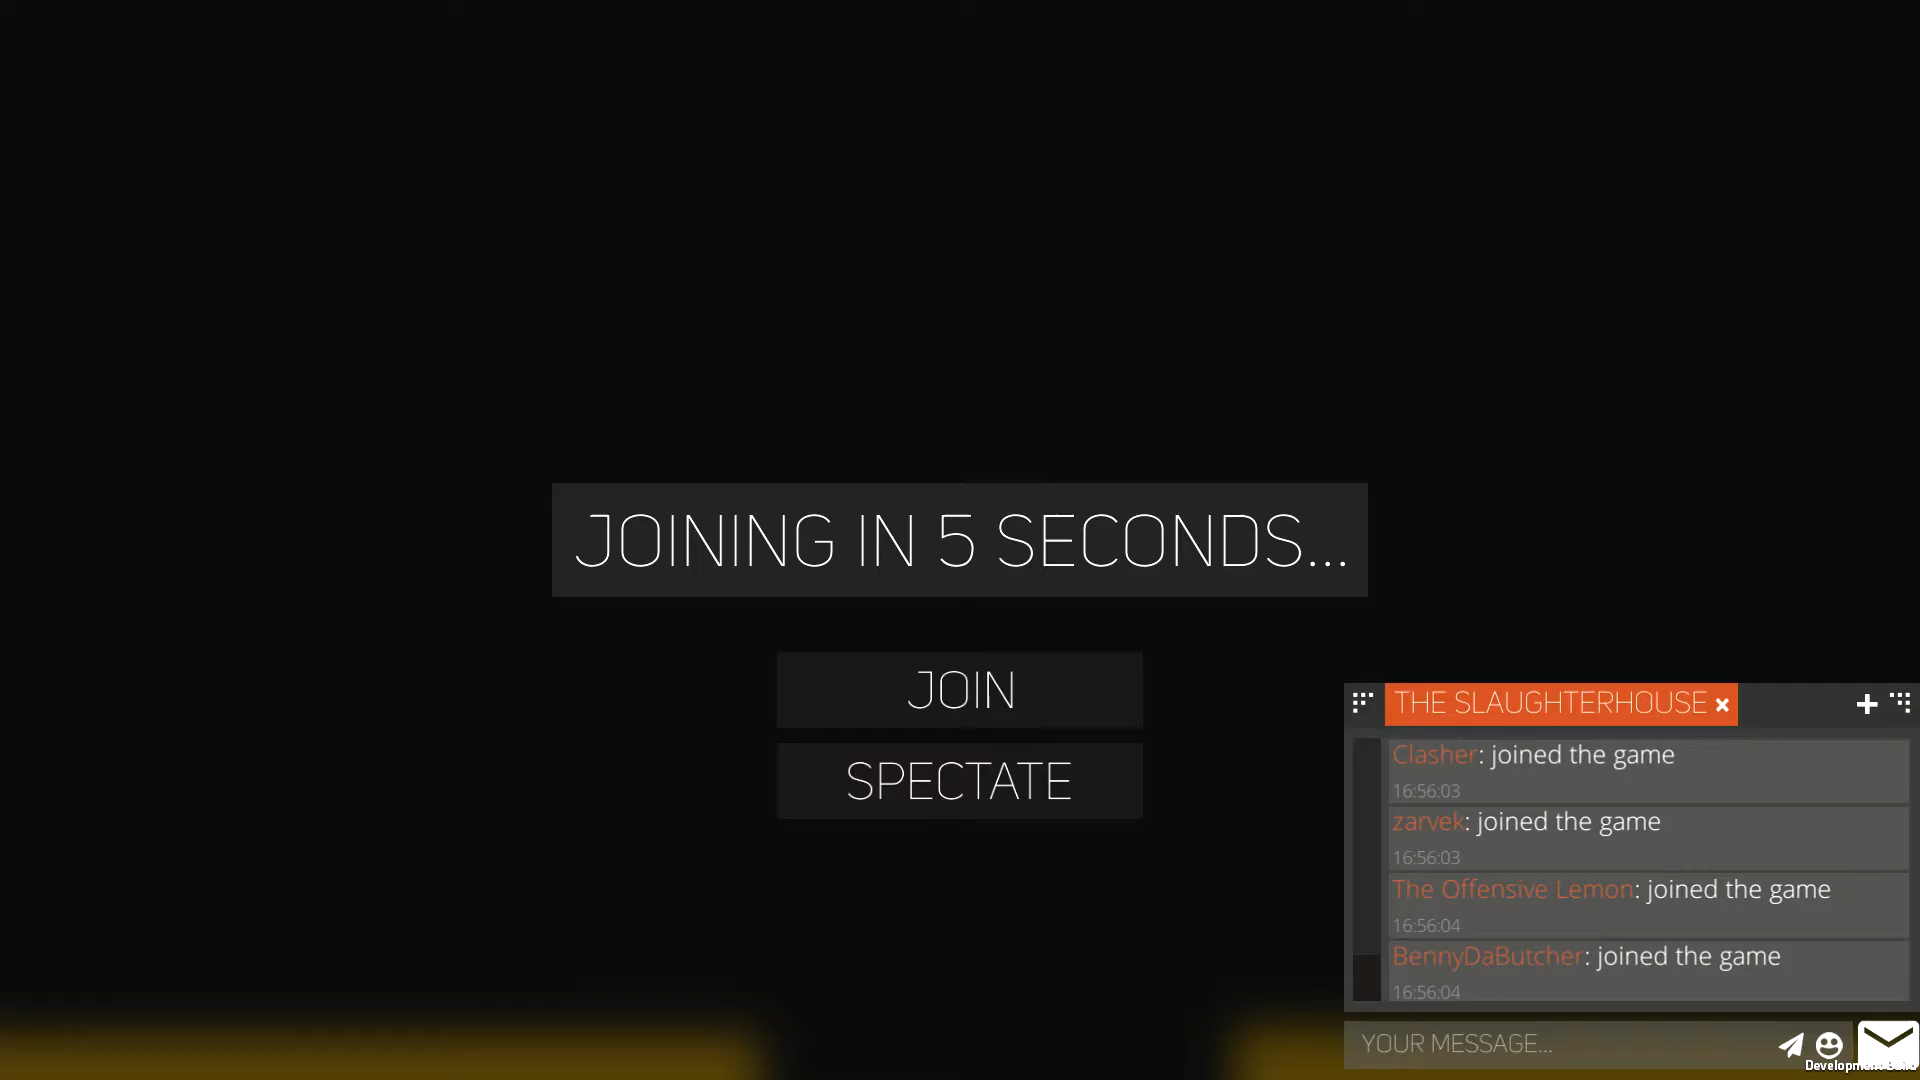 JOINING IN 5 SECONDS...
JOIN
SPECTATE
THE SLAUGHTERHOUSE
Clasher: joined the game
16:56:03
zarvek: joined the game
16:56:03
The Offensive Lemon: joined the game
16:56:04
BennyDaButcher: joined the game
16:56:04
YOUR MESSAGE...
Development Build